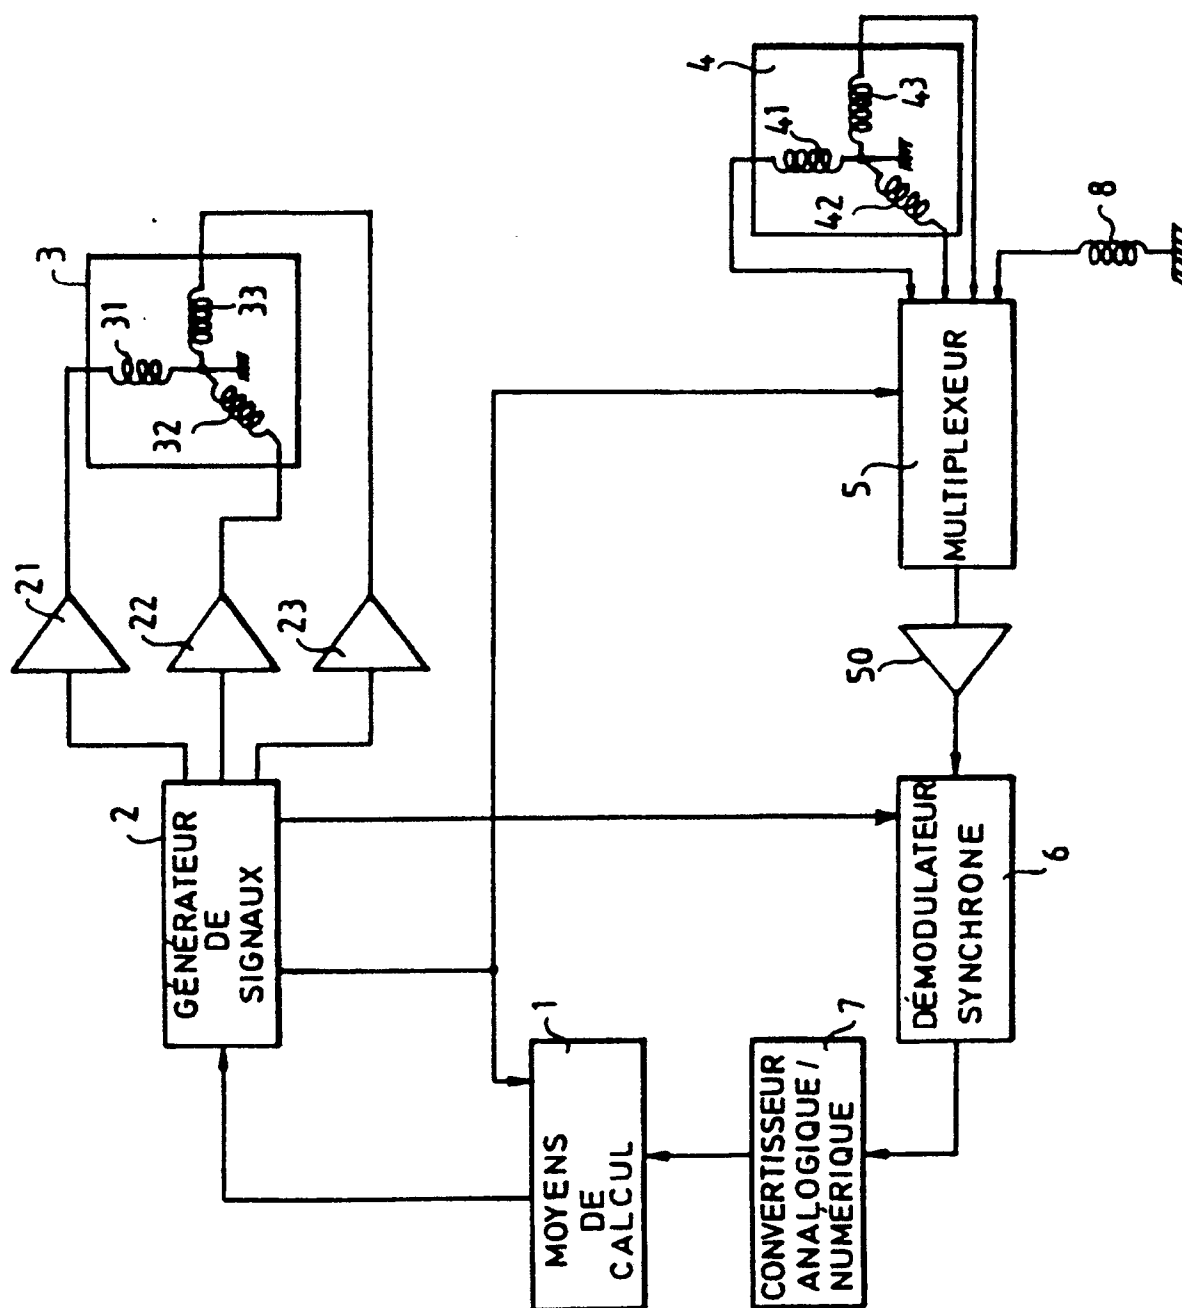 3
31
32
33
21
22
23
2
GÉNÉRATEUR
DE
SIGNAUX
4
41
42
43
8
5
MULTIPLEXEUR
50
DÉMODULATEUR
SYNCHRONE
6
1
MOYENS
DE
CALCUL
7
CONVERTISSEUR
ANALOGIQUE/
NUMÉRIQUE